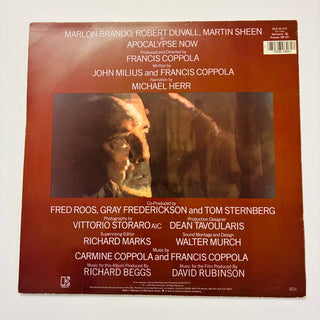 MARLON BRANDO, ROBERT DUVALL, MARTIN SHEEN
in
APOCALYPSE NOW
Produced and Directed by
FRANCIS COPPOLA
Written by
JOHN MILIUS and FRANCIS COPPOLA
Narration by
MICHAEL HERR
Co-Produced by
FRED ROOS, GRAY FREDERICKSON and TOM STERNBERG
Photography by
VITTORIO STORARO AIC
Production Designer
DEAN TAVOULARIS
Supervising Editor
RICHARD MARKS
Sound Montage and Design
WALTER MURCH
Music by
CARMINE COPPOLA and FRANCIS COPPOLA
Music for this Album Produced by
RICHARD BEGGS
Music for the Film Produced by
DAVID RUBINSON